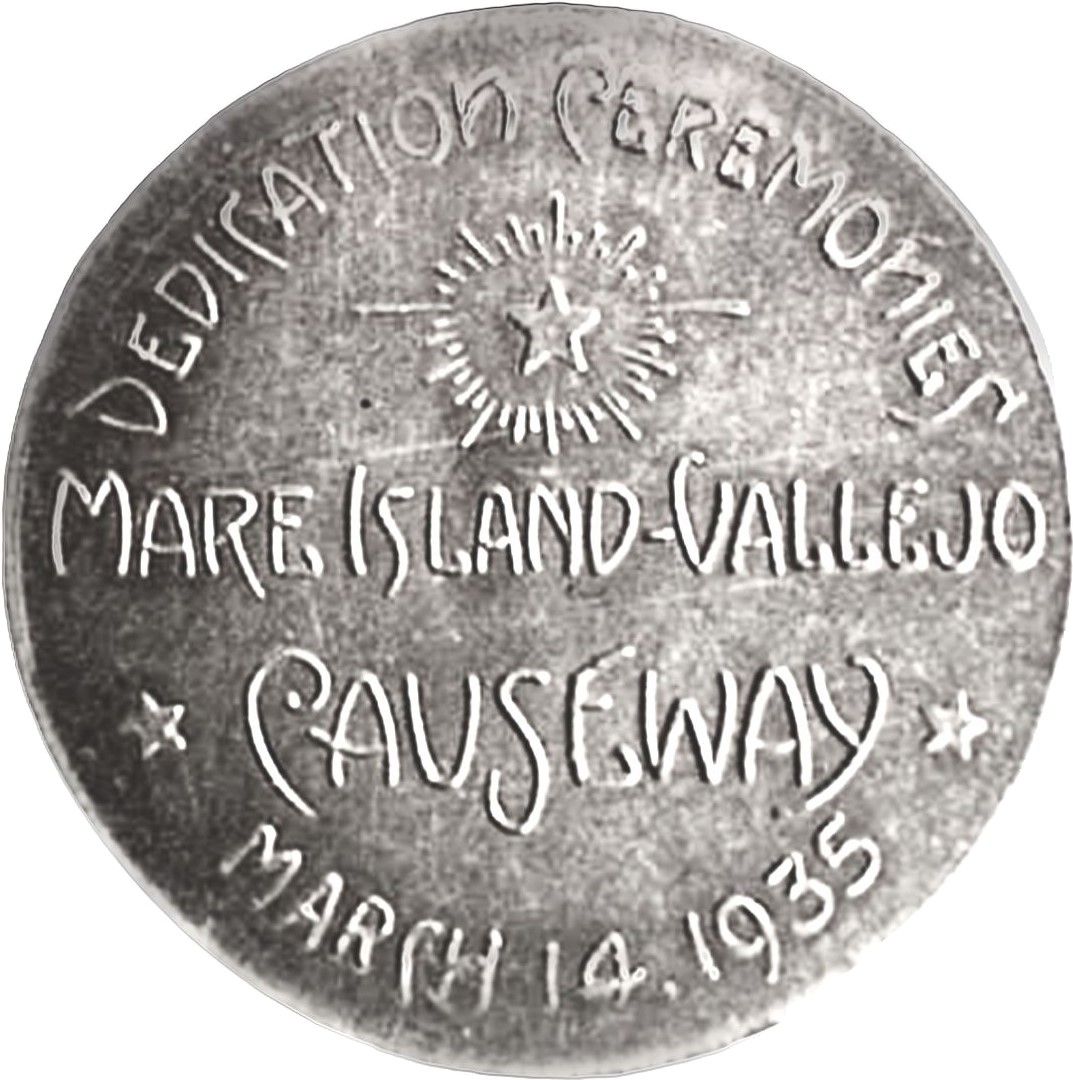 DEDICATION CEREMONIES
MARE ISLAND-VALLEJO
CAUSEWAY
MARCH 14. 1935